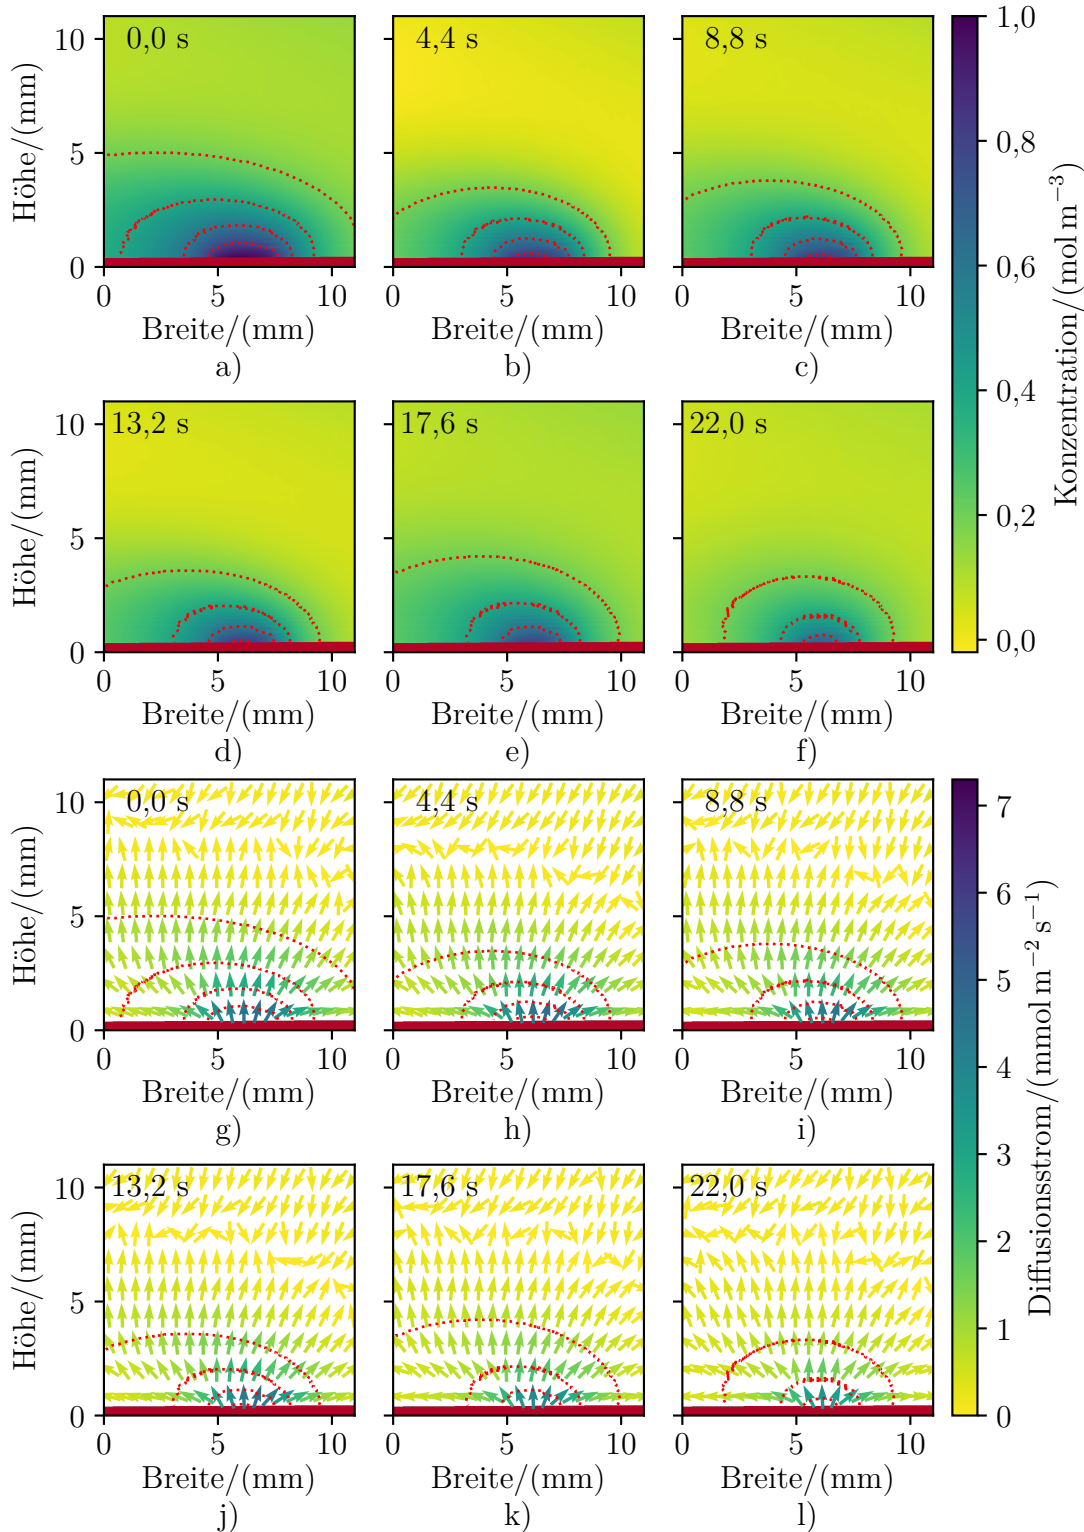 0,0 s 4,4 s 8,8 s
10
5
0
Höhe/(mm)
0 5 10 0 5 10 0 5 10
Breite/(mm) Breite/(mm) Breite/(mm)
a) b) c)
13,2 s 17,6 s 22,0 s
10
5
0
Höhe/(mm)
0 5 10 0 5 10 0 5 10
Breite/(mm) Breite/(mm) Breite/(mm)
d) e) f)
1,0
0,8
0,6
0,4
0,2
0,0
Konzentration/(mol m⁻³)
0,0 s 4,4 s 8,8 s
10
5
0
Höhe/(mm)
0 5 10 0 5 10 0 5 10
Breite/(mm) Breite/(mm) Breite/(mm)
g) h) i)
13,2 s 17,6 s 22,0 s
10
5
0
Höhe/(mm)
0 5 10 0 5 10 0 5 10
Breite/(mm) Breite/(mm) Breite/(mm)
j) k) l)
7
6
5
4
3
2
1
0
Diffusionsstrom/(mmol m⁻² s⁻¹)